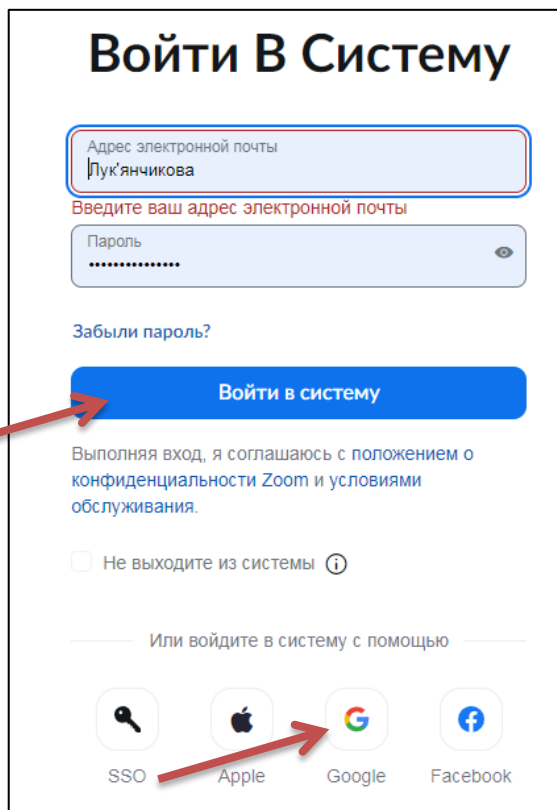 Войти В Систему
Адрес электронной почты
Лук'янчикова
Введите ваш адрес электронной почты
Пароль
•••••••••••••••
Забыли пароль?
Войти в систему
Выполняя вход, я соглашаюсь с положением о
конфиденциальности Zoom и условиями
обслуживания.
Не выходите из системы
Или войдите в систему с помощью
SSO Apple Google Facebook